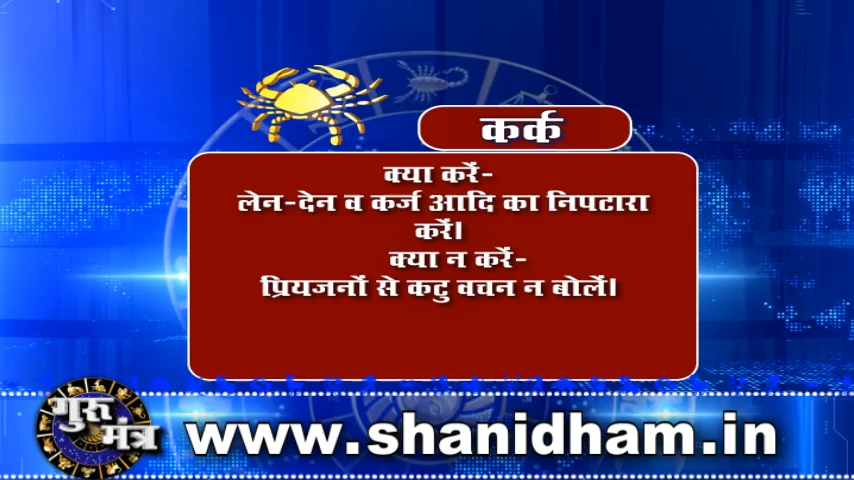 कर्क
क्या करें-
लेन-देन व कर्ज आदि का निपटारा
करें।
क्या न करें-
प्रियजनों से कटु वचन न बोलें।
गुरू
मंत्र
www.shanidham.in